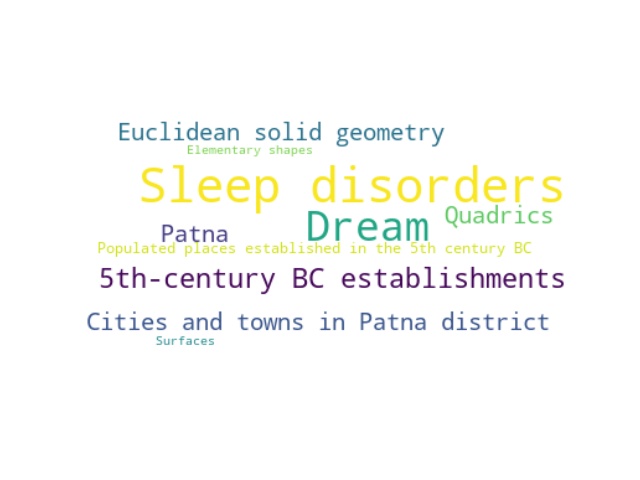 Euclidean solid geometry
Elementary shapes
Sleep disorders
Quadrics
Patna
Dream
Populated places established in the 5th century BC
5th-century BC establishments
Cities and towns in Patna district
Surfaces